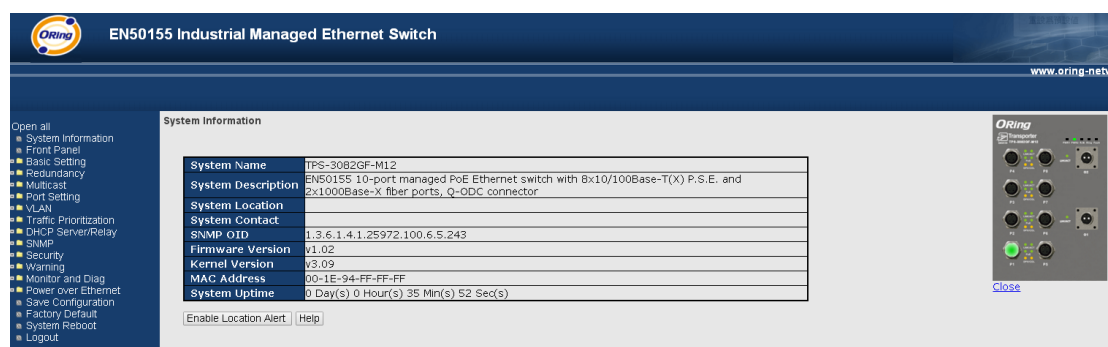 ORing
EN50155 Industrial Managed Ethernet Switch
www.oring-netw
Open all
System Information
Front Panel
Basic Setting
Redundancy
Multicast
Port Setting
VLAN
Traffic Prioritization
DHCP Server/Relay
SNMP
Security
Warning
Monitor and Diag
Power over Ethernet
Save Configuration
Factory Default
System Reboot
Logout
System Information
System Name TPS-3082GF-M12
System Description EN50155 10-port managed PoE Ethernet switch with 8x10/100Base-T(X) P.S.E. and
2x1000Base-X fiber ports, Q-ODC connector
System Location
System Contact
SNMP OID 1.3.6.1.4.1.25972.100.6.5.243
Firmware Version v1.02
Kernel Version v3.09
MAC Address 00-1E-94-FF-FF-FF
System Uptime 0 Day(s) 0 Hour(s) 35 Min(s) 52 Sec(s)
Enable Location Alert Help
ORing
Transporter
Close